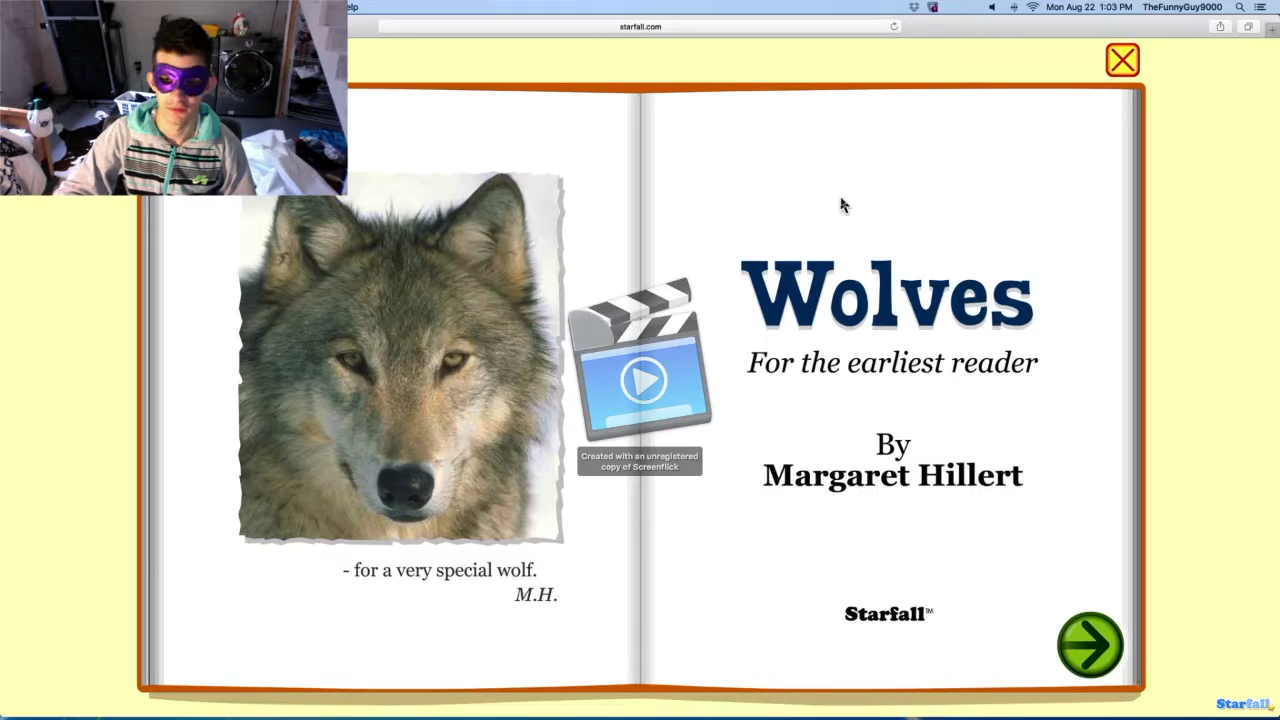 elp
Mon Aug 22 1:03 PM
TheFunnyGuy9000
starfall.com
Wolves
For the earliest reader
By
Margaret Hillert
Created with an unregistered
copy of Screenflick
- for a very special wolf.
M.H.
Starfall™
Starfall